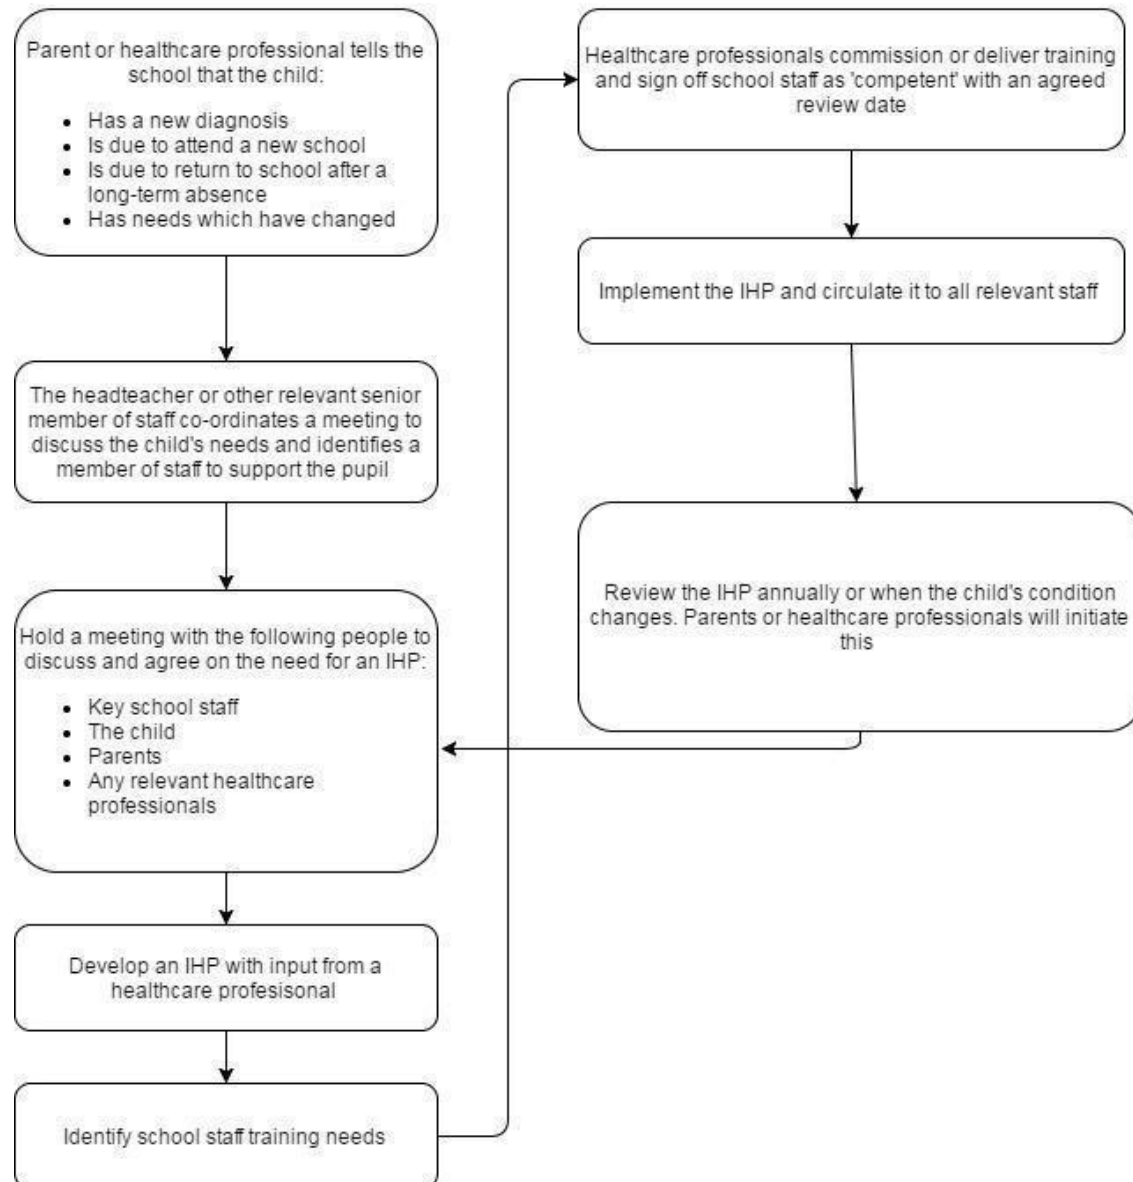 Parent or healthcare professional tells the
school that the child:
• Has a new diagnosis
• Is due to attend a new school
• Is due to return to school after a
long-term absence
• Has needs which have changed
The headteacher or other relevant senior
member of staff co-ordinates a meeting to
discuss the child's needs and identifies a
member of staff to support the pupil
Hold a meeting with the following people to
discuss and agree on the need for an IHP:
• Key school staff
• The child
• Parents
• Any relevant healthcare
professionals
Develop an IHP with input from a
healthcare profesisonal
Identify school staff training needs
Healthcare professionals commission or deliver training
and sign off school staff as 'competent' with an agreed
review date
Implement the IHP and circulate it to all relevant staff
Review the IHP annually or when the child's condition
changes. Parents or healthcare professionals will initiate
this